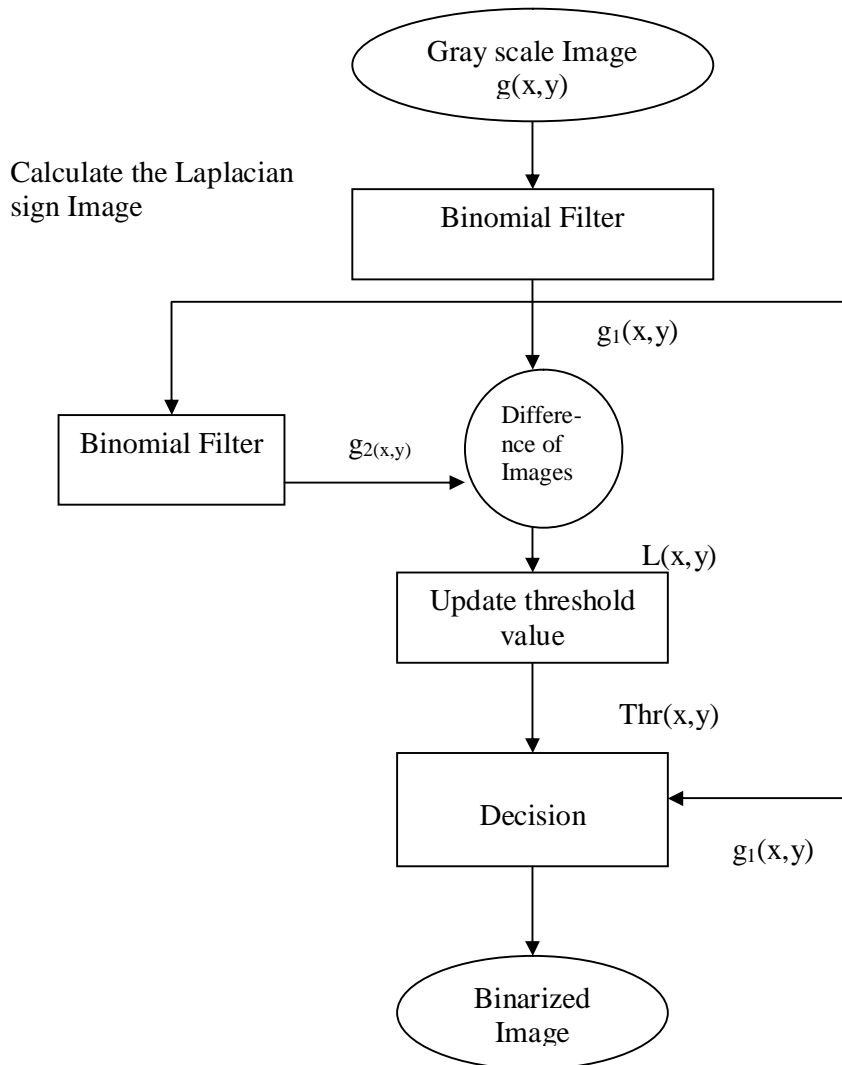 Gray scale Image
g(x,y)
Calculate the Laplacian
sign Image
Binomial Filter
g1(x,y)
Binomial Filter
g2(x,y)
Differe-
nce of
Images
L(x,y)
Update threshold
value
Thr(x,y)
Decision
g1(x,y)
Binarized
Image